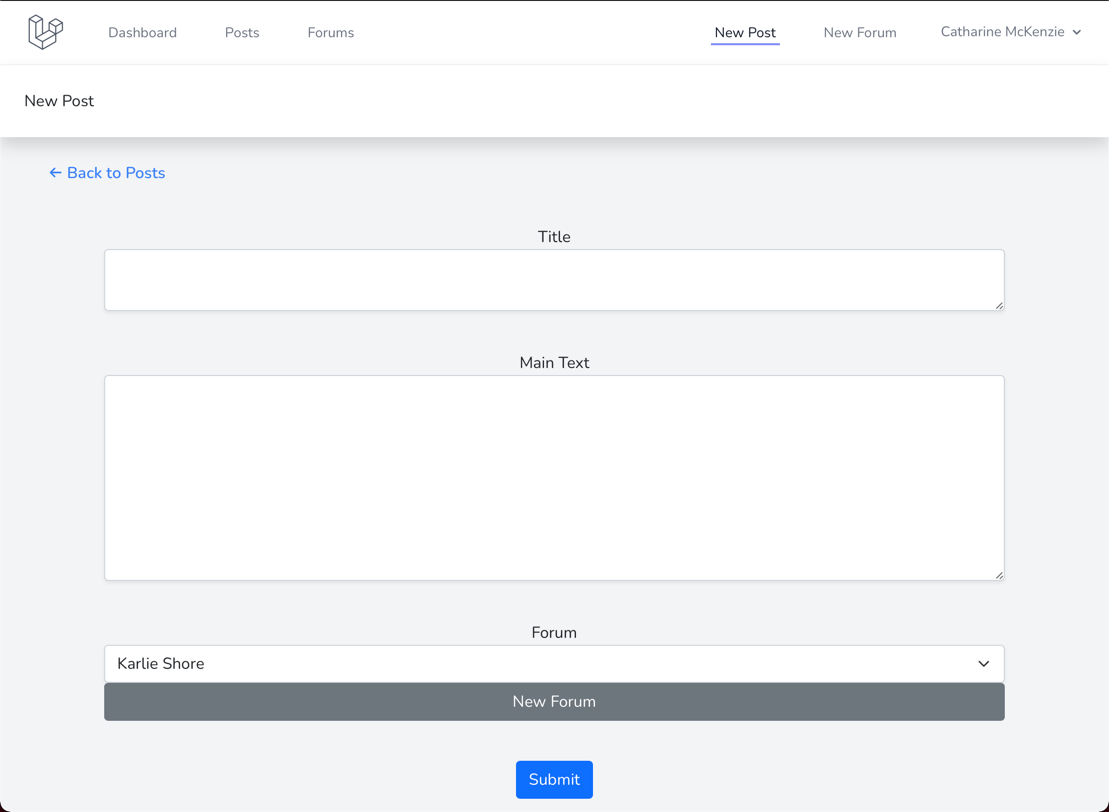 Dashboard Posts Forums New Post New Forum Catharine McKenzie
New Post
← Back to Posts
Title
Main Text
Forum
Karlie Shore
New Forum
Submit